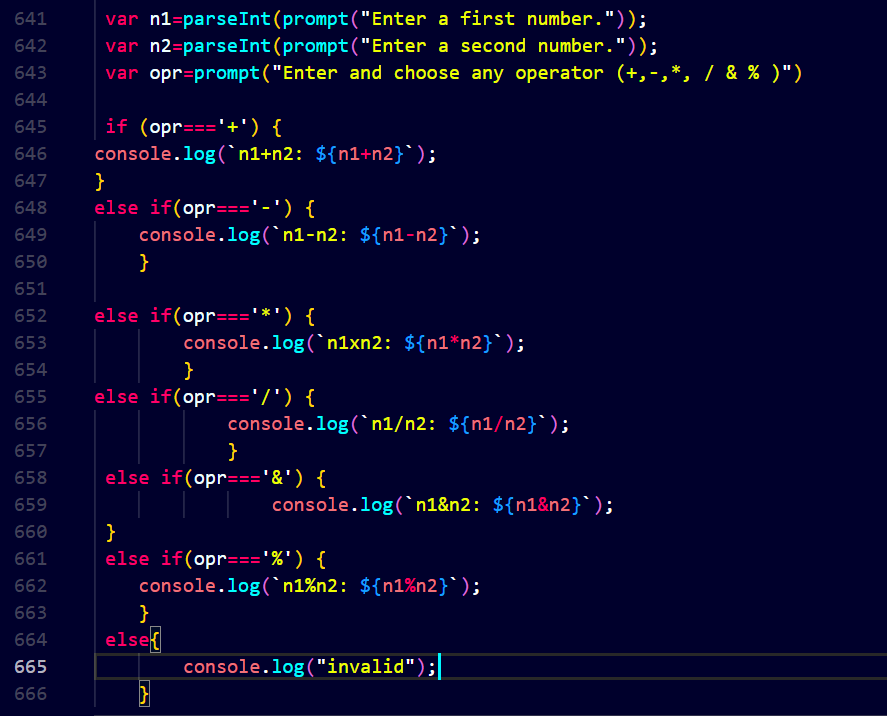 641 var n1=parseInt(prompt("Enter a first number."));
642 var n2=parseInt(prompt("Enter a second number."));
643 var opr=prompt("Enter and choose any operator (+,-,*, / & % )")
644
645 if (opr==='+') {
646 console.log(`n1+n2: ${n1+n2}`);
647 }
648 else if(opr==='-') {
649 console.log(`n1-n2: ${n1-n2}`);
650 }
651
652 else if(opr==='*') {
653 console.log(`n1xn2: ${n1*n2}`);
654 }
655 else if(opr==='/') {
656 console.log(`n1/n2: ${n1/n2}`);
657 }
658 else if(opr==='&') {
659 console.log(`n1&n2: ${n1&n2}`);
660 }
661 else if(opr==='%') {
662 console.log(`n1%n2: ${n1%n2}`);
663 }
664 else{
665 console.log("invalid");
666 }